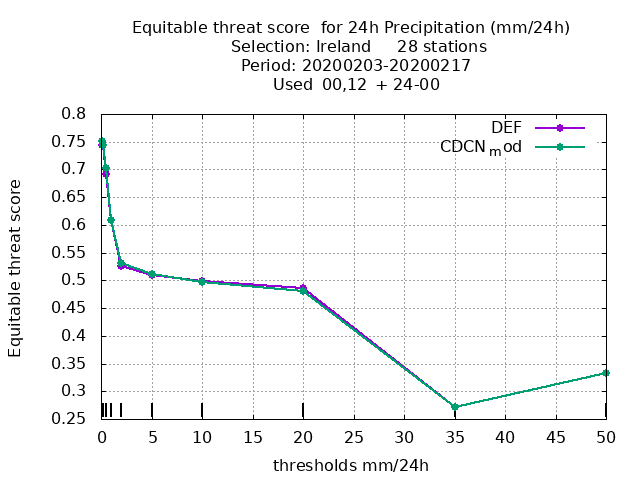 Equitable threat score  for 24h Precipitation (mm/24h)
Selection: Ireland     28 stations
Period: 20200203-20200217
Used  00,12  + 24-00
DEF
CDCNmod
Equitable threat score
0.8
0.75
0.7
0.65
0.6
0.55
0.5
0.45
0.4
0.35
0.3
0.25
0 5 10 15 20 25 30 35 40 45 50
thresholds mm/24h